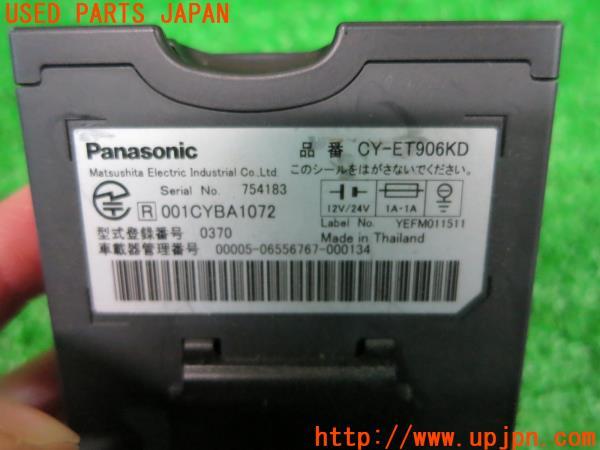 USED PARTS JAPAN
Panasonic 品番 CY-ET906KD
Matsushita Electric Industrial Co.,Ltd. このシールをはがさないでください。
Serial No. 754183
R 001CYBA1072 12V/24V 1A·1A
Label No. YEFM011511
型式登録番号 0370 Made in Thailand
車載器管理番号 00005-06556767-000134
UPJ
http://www.upjpn.com